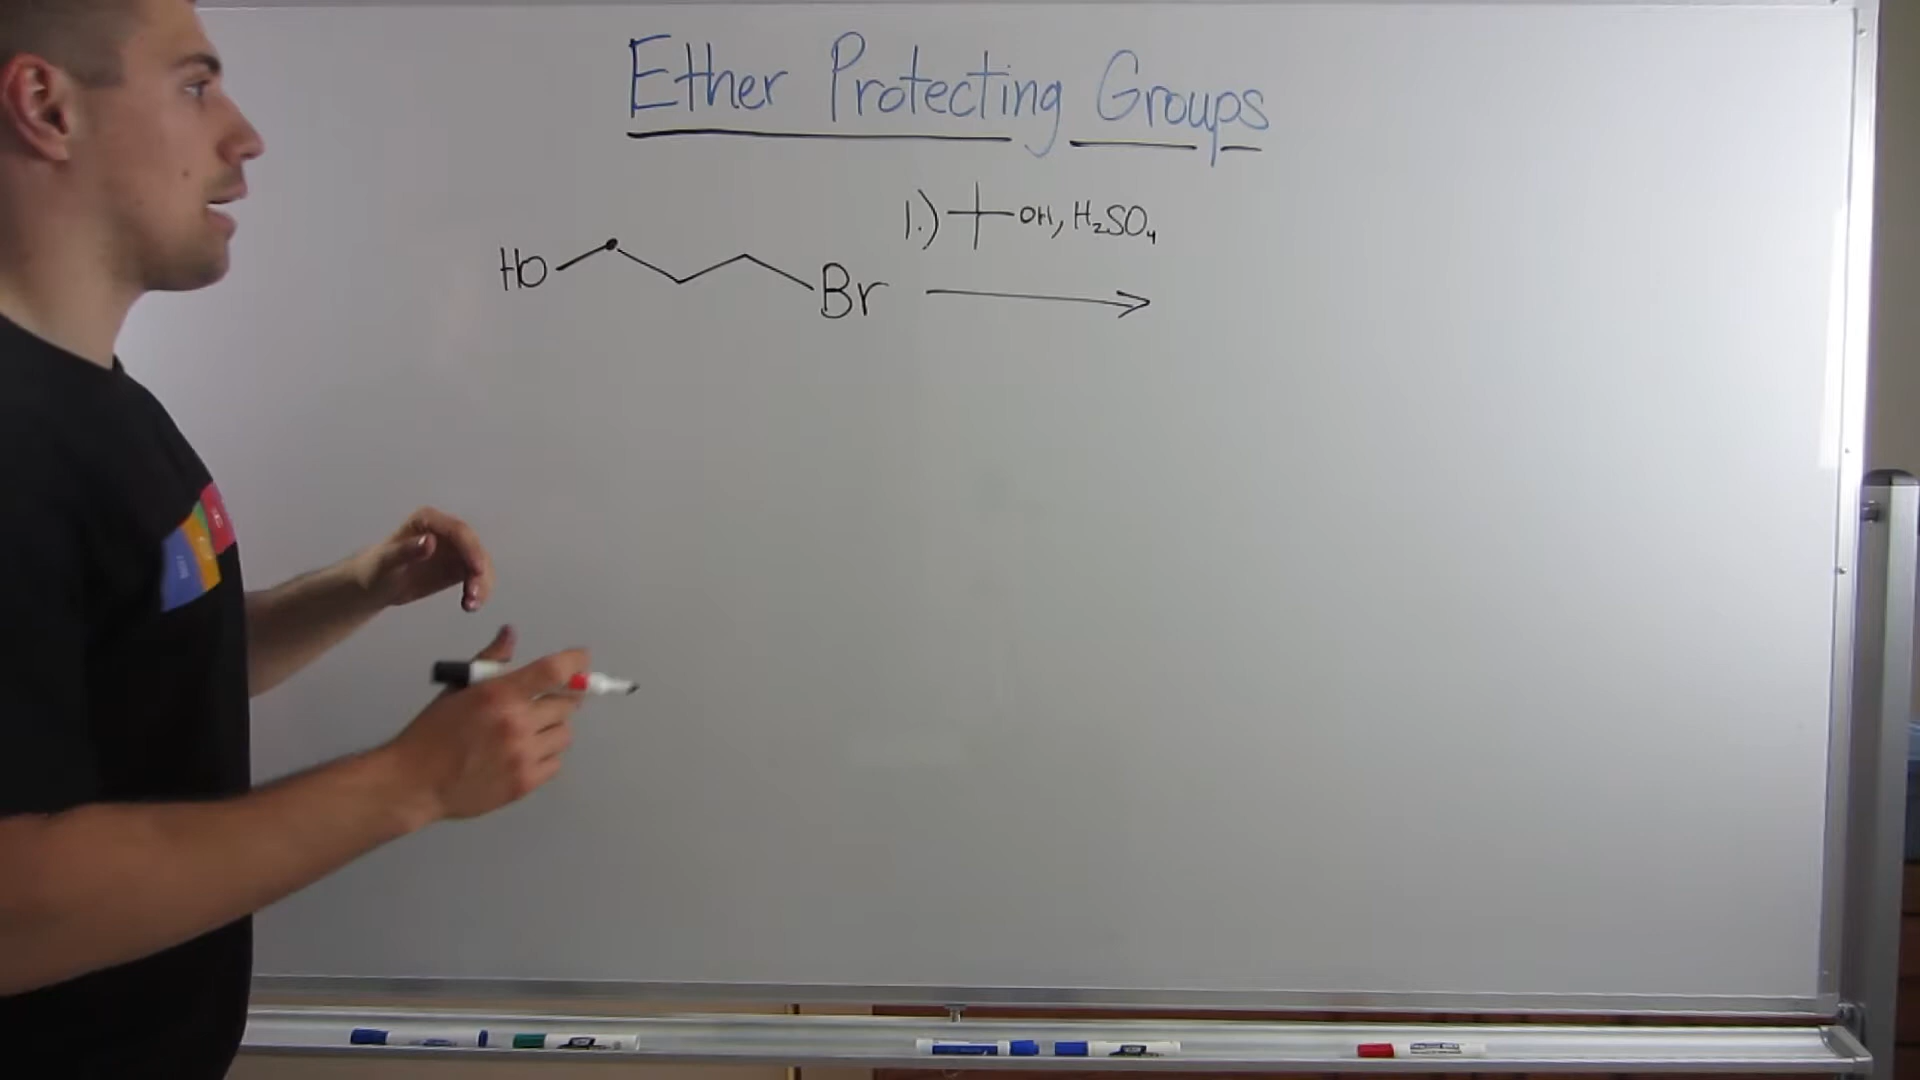 Ether Protecting Groups
1.) OH, H₂SO₄
HO Br